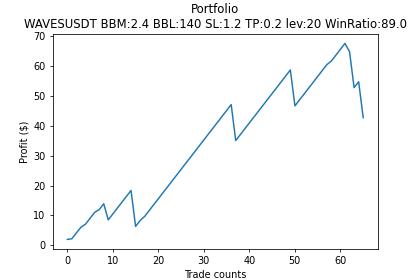 Portfolio
WAVESUSDT BBM:2.4 BBL:140 SL:1.2 TP:0.2 lev:20 WinRatio:89.0
70
60
50
40
30
20
10
0
Profit ($)
0 10 20 30 40 50 60
Trade counts